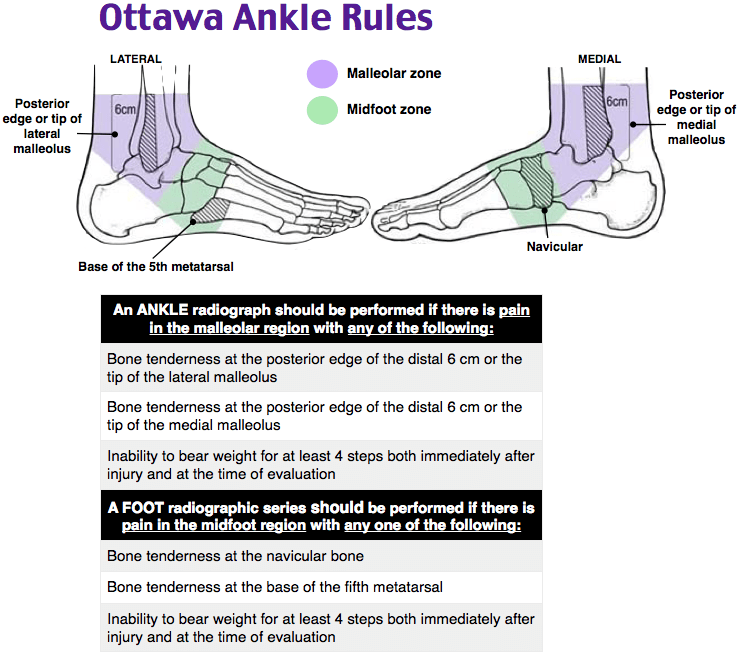 Ottawa Ankle Rules
LATERAL
MEDIAL
Malleolar zone
Midfoot zone
Posterior
edge or tip of
lateral
malleolus
6cm
6cm
Posterior
edge or tip of
medial
malleolus
Base of the 5th metatarsal
Navicular
An ANKLE radiograph should be performed if there is pain
in the malleolar region with any of the following:
Bone tenderness at the posterior edge of the distal 6 cm or the
tip of the lateral malleolus
Bone tenderness at the posterior edge of the distal 6 cm or the
tip of the medial malleolus
Inability to bear weight for at least 4 steps both immediately after
injury and at the time of evaluation
A FOOT radiographic series should be performed if there is
pain in the midfoot region with any one of the following:
Bone tenderness at the navicular bone
Bone tenderness at the base of the fifth metatarsal
Inability to bear weight for at least 4 steps both immediately after
injury and at the time of evaluation